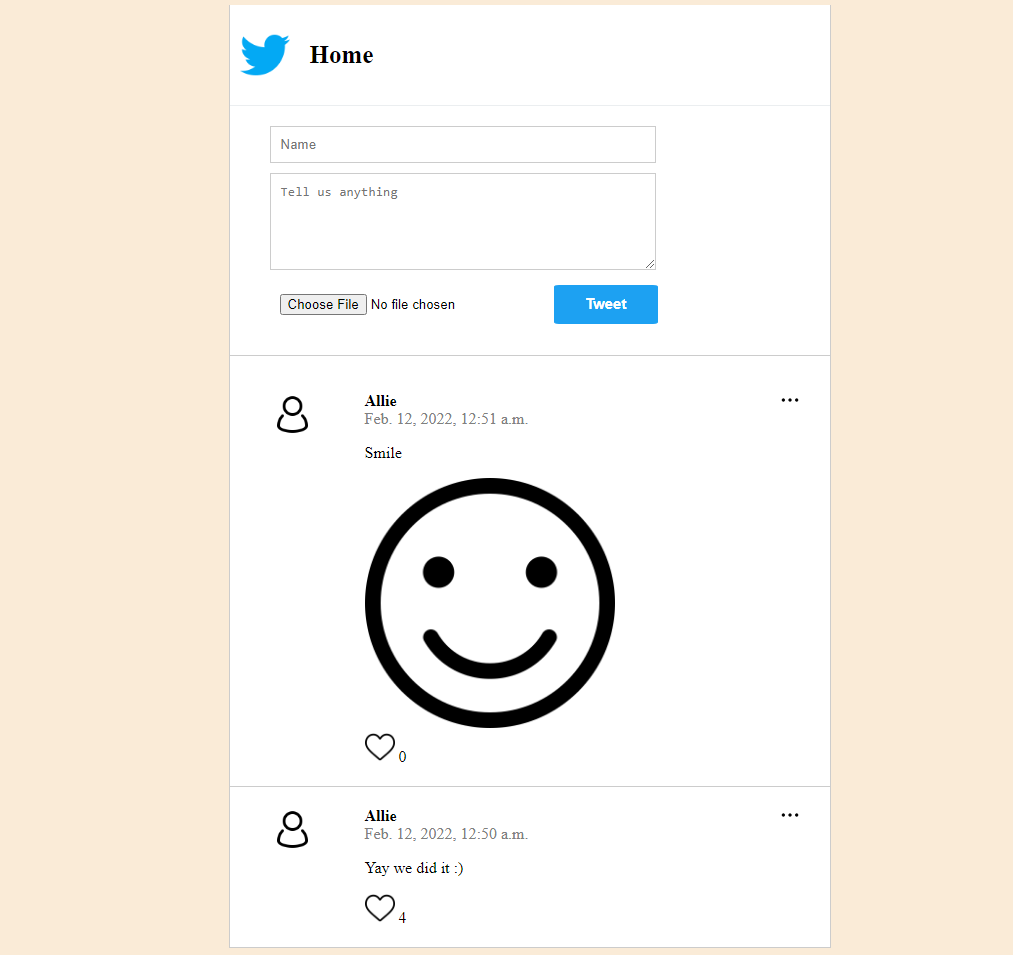 Home
Name
Tell us anything
Choose File No file chosen
Tweet
Allie
Feb. 12, 2022, 12:51 a.m.
Smile
0
Allie
Feb. 12, 2022, 12:50 a.m.
Yay we did it :)
4